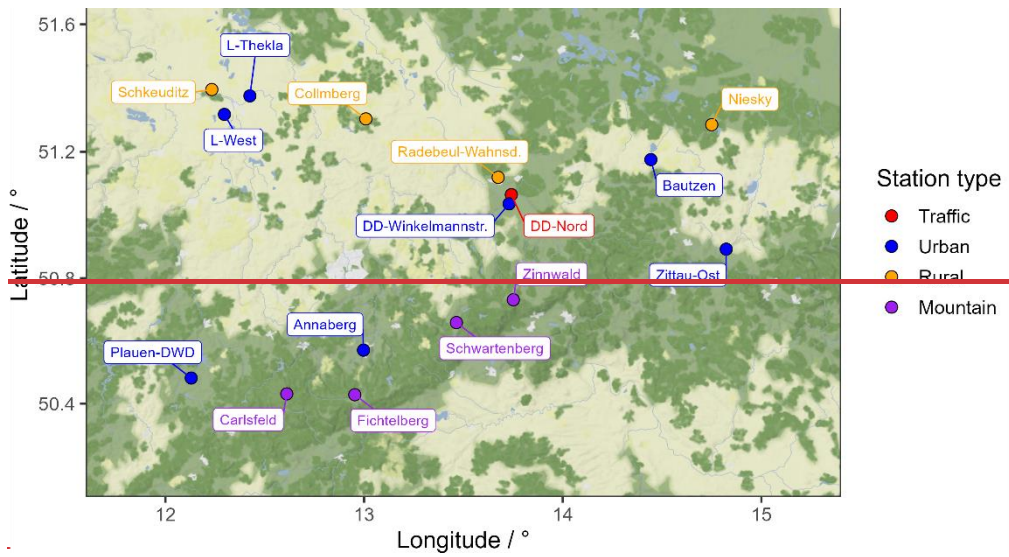 51.6
L-Thekla
Schkeuditz
Collmberg
Niesky
L-West
51.2
Radebeul-Wahnsd.
Bautzen
DD-Winkelmannstr.
DD-Nord
Zinnwald
Zittau-Ost
50.8
Annaberg
Schwartenberg
Plauen-DWD
50.4
Carlsfeld
Fichtelberg
12
13
14
15
Longitude / °
Latitude / °
Station type
Traffic
Urban
Rural
Mountain